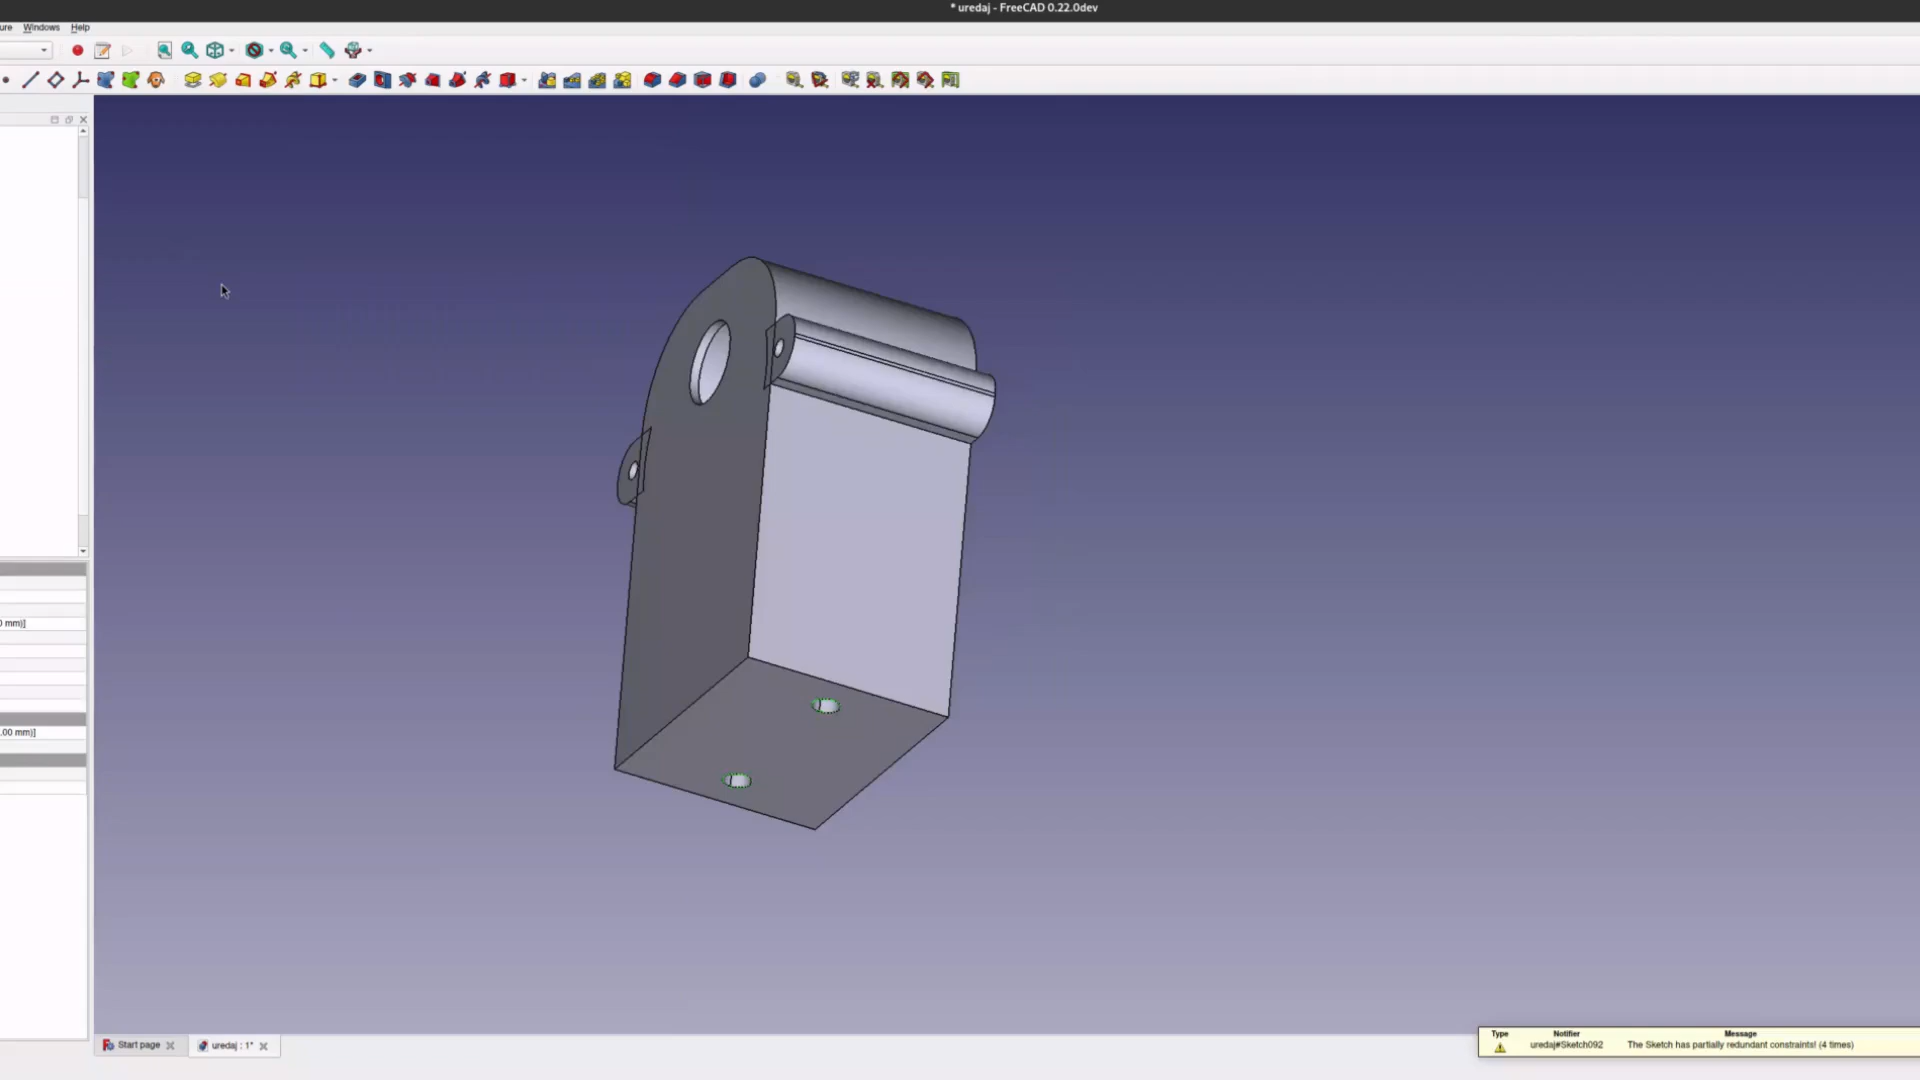 * uredaj - FreeCAD 0.22.0dev
ure Windows Help
0 mm)]
.00 mm)]
Start page
uredaj : 1*
Type Notifier Message
uredaj#Sketch092 The Sketch has partially redundant constraints! (4 times)